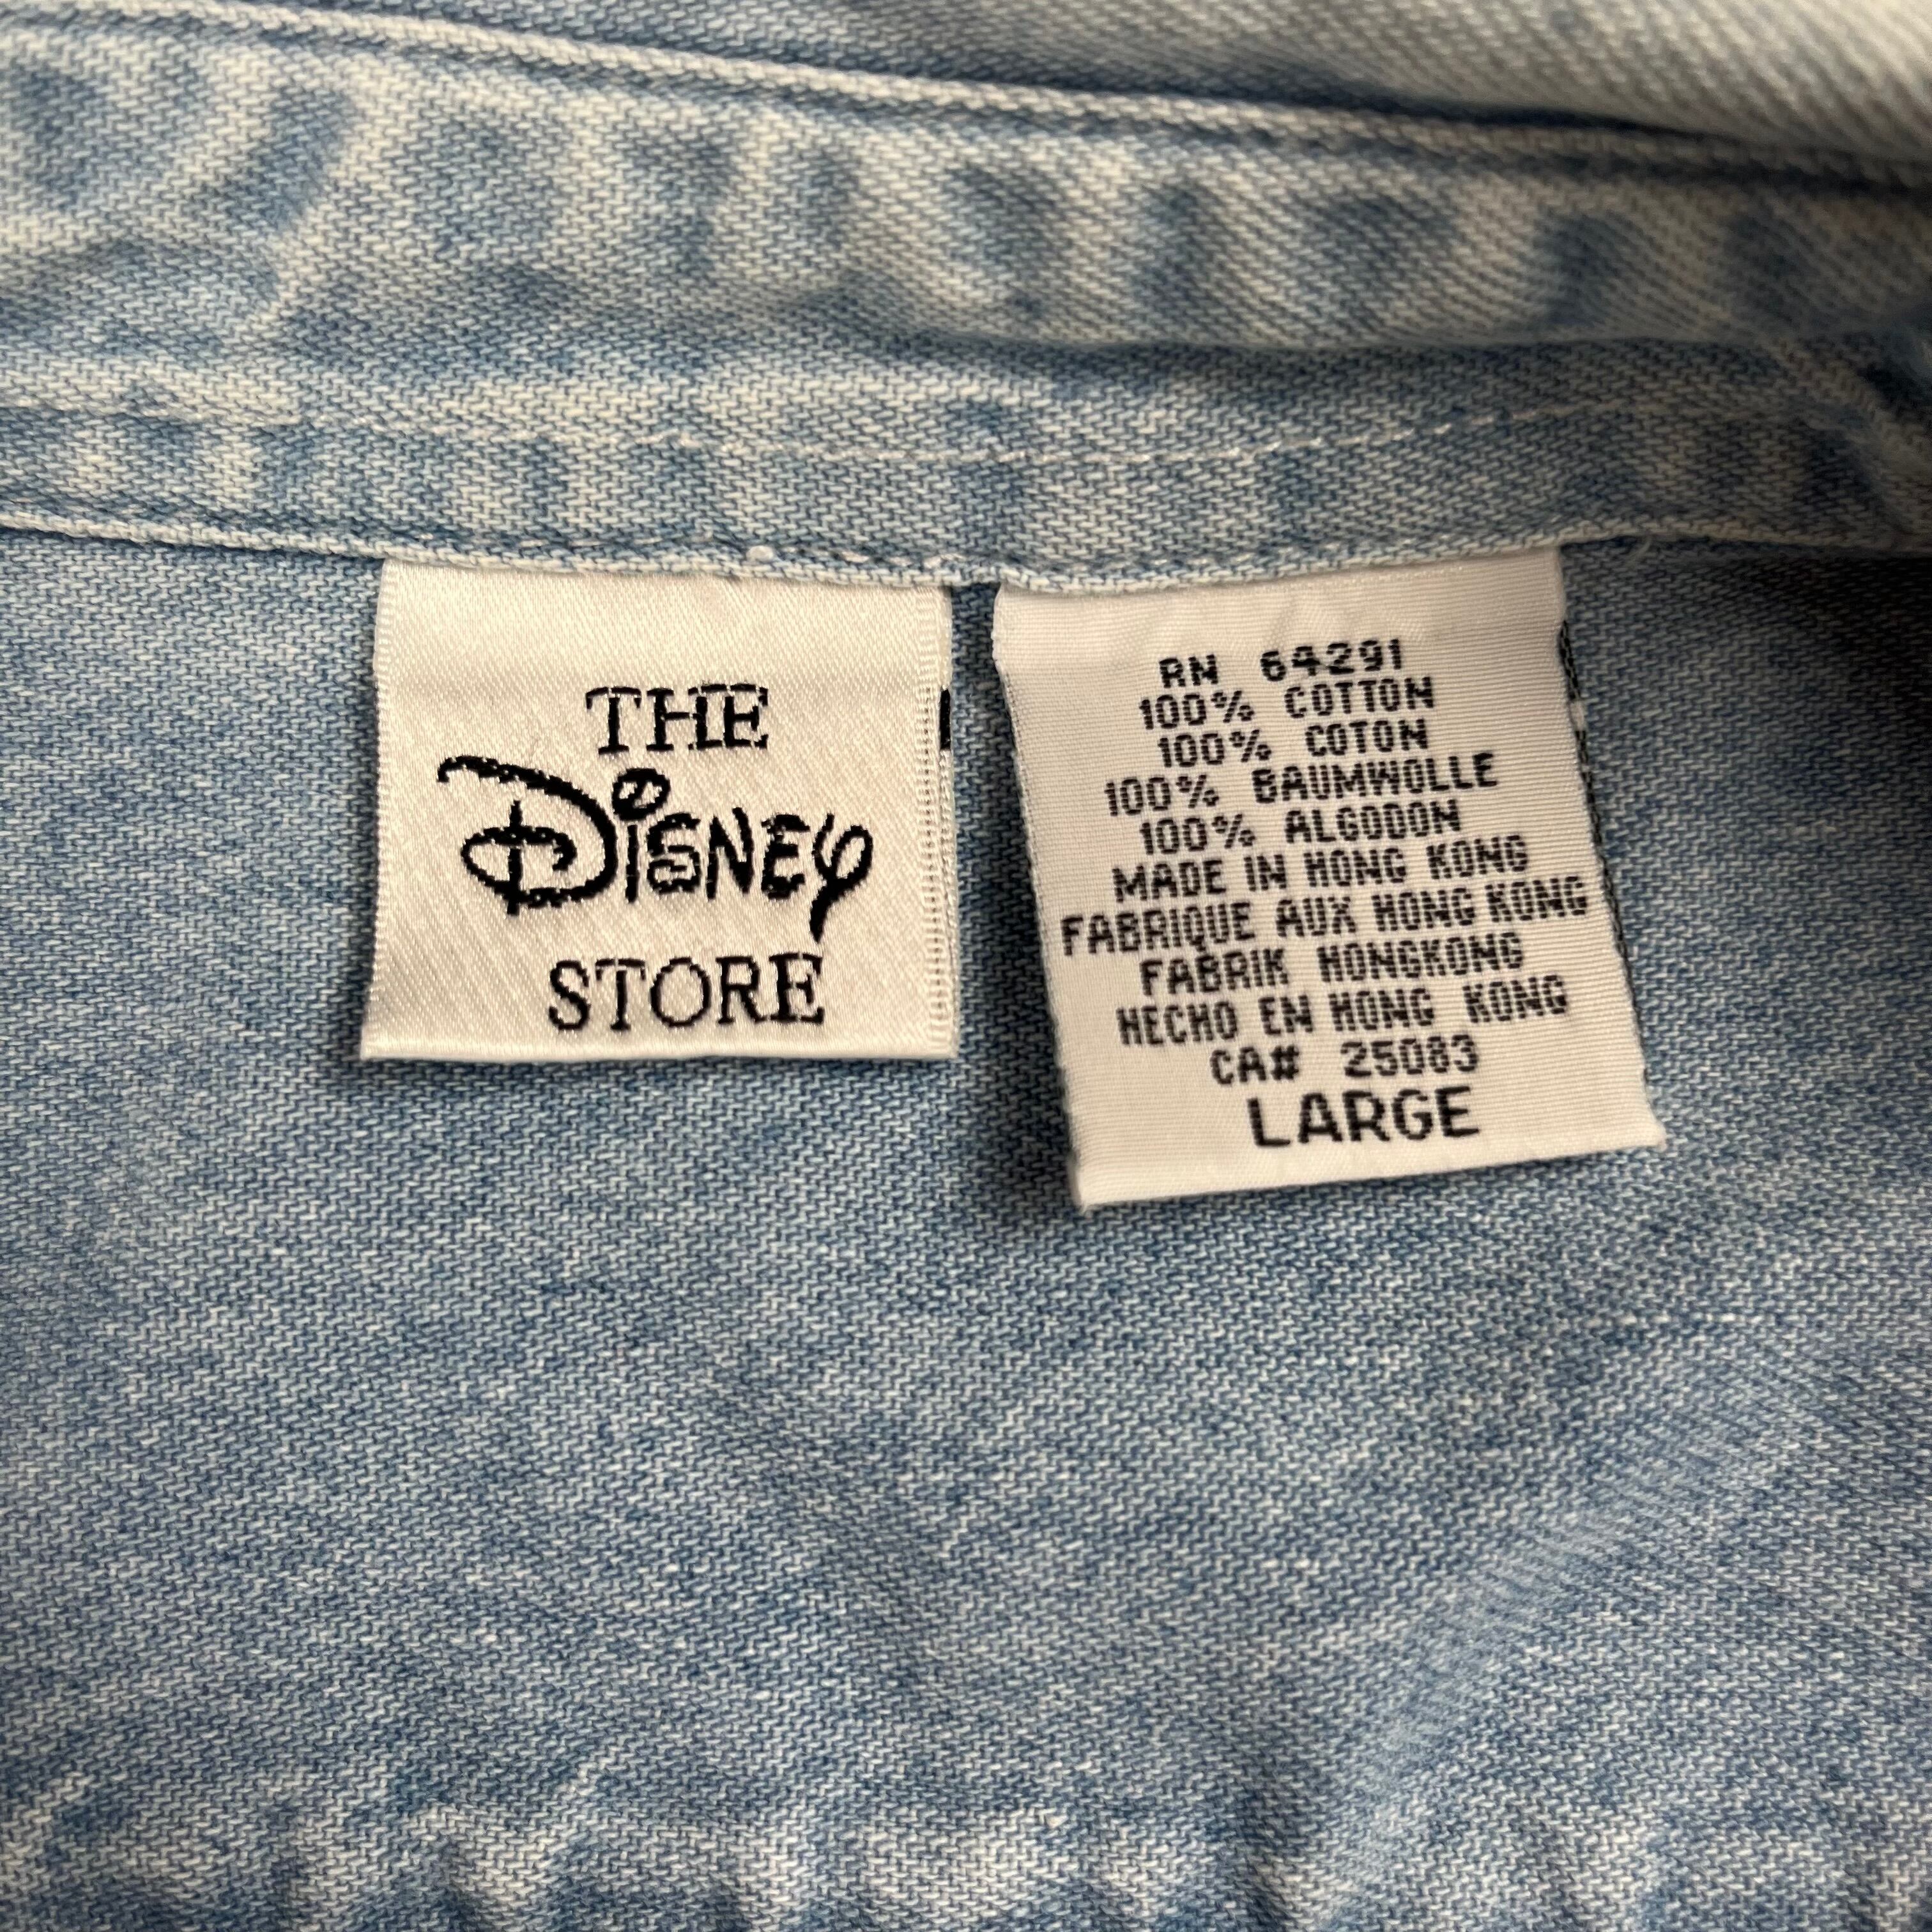 THE
DISNEY
STORE
RN 64291
100% COTTON
100% COTON
100% BAUMWOLLE
100% ALGODON
MADE IN HONG KONG
FABRIQUE AUX HONG KONG
FABRIK HONGKONG
HECHO EN HONG KONG
CA# 25083
LARGE